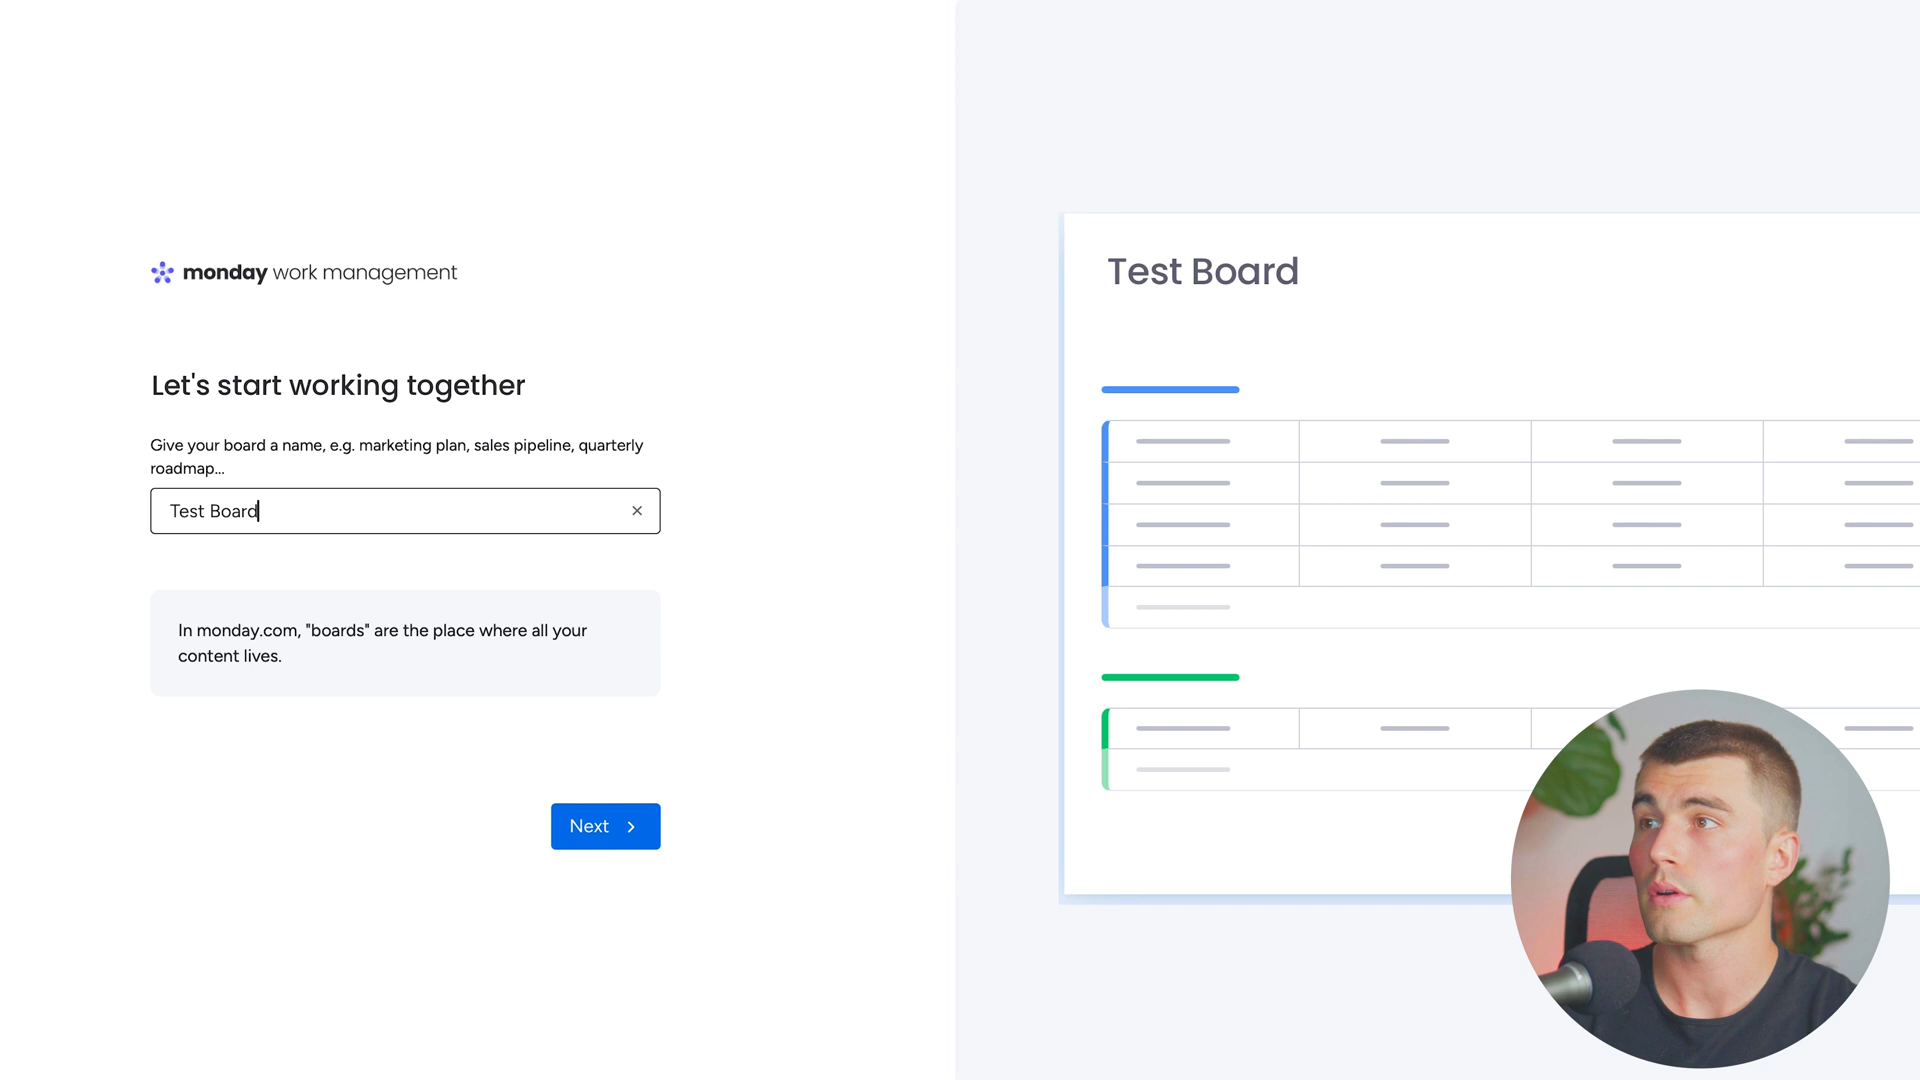 monday work management
Let's start working together
Give your board a name, e.g. marketing plan, sales pipeline, quarterly
roadmap...
Test Board
In monday.com, "boards" are the place where all your
content lives.
Next
Test Board